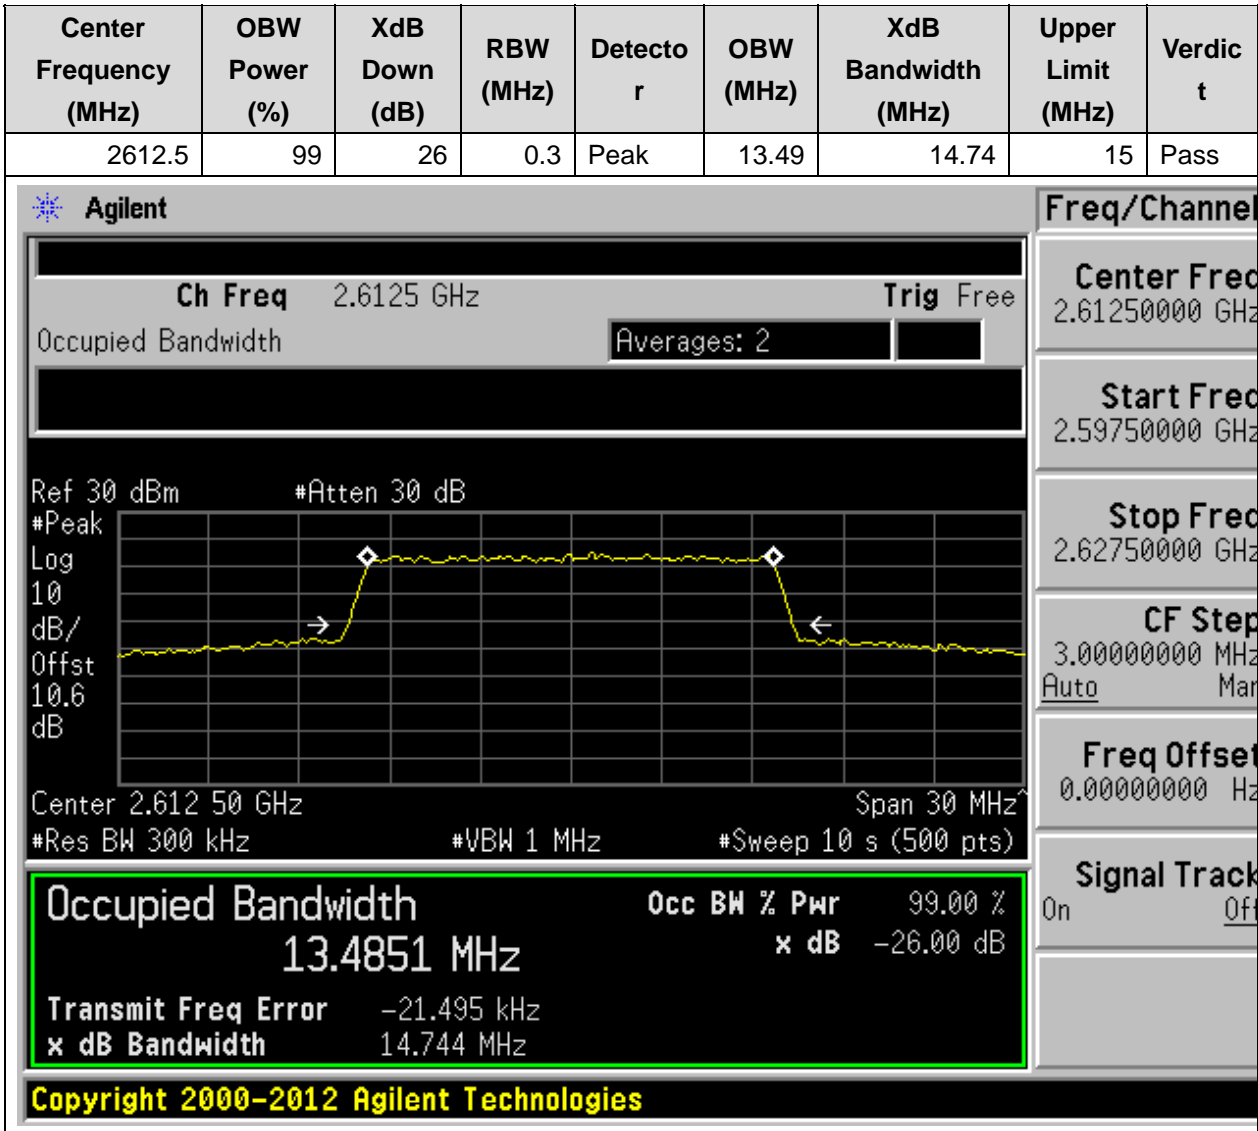 Center Frequency (MHz) OBW Power (%) XdB Down (dB) RBW (MHz) Detecto r OBW (MHz) XdB Bandwidth (MHz) Upper Limit (MHz) Verdic t
2612.5 99 26 0.3 Peak 13.49 14.74 15 Pass
Agilent
Freq/Channel
Ch Freq 2.6125 GHz Trig Free
Occupied Bandwidth Averages: 2
Center Freq
2.61250000 GHz
Start Freq
2.59750000 GHz
Stop Freq
2.62750000 GHz
CF Step
3.00000000 MHz
Auto Man
Freq Offset
0.00000000 Hz
Signal Track
On Off
Ref 30 dBm #Atten 30 dB
#Peak
Log
10
dB/
Offst
10.6
dB
Center 2.612 50 GHz Span 30 MHz^
#Res BW 300 kHz #VBW 1 MHz #Sweep 10 s (500 pts)
Occupied Bandwidth Occ BW % Pwr 99.00 %
13.4851 MHz x dB -26.00 dB
Transmit Freq Error -21.495 kHz
x dB Bandwidth 14.744 MHz
Copyright 2000-2012 Agilent Technologies